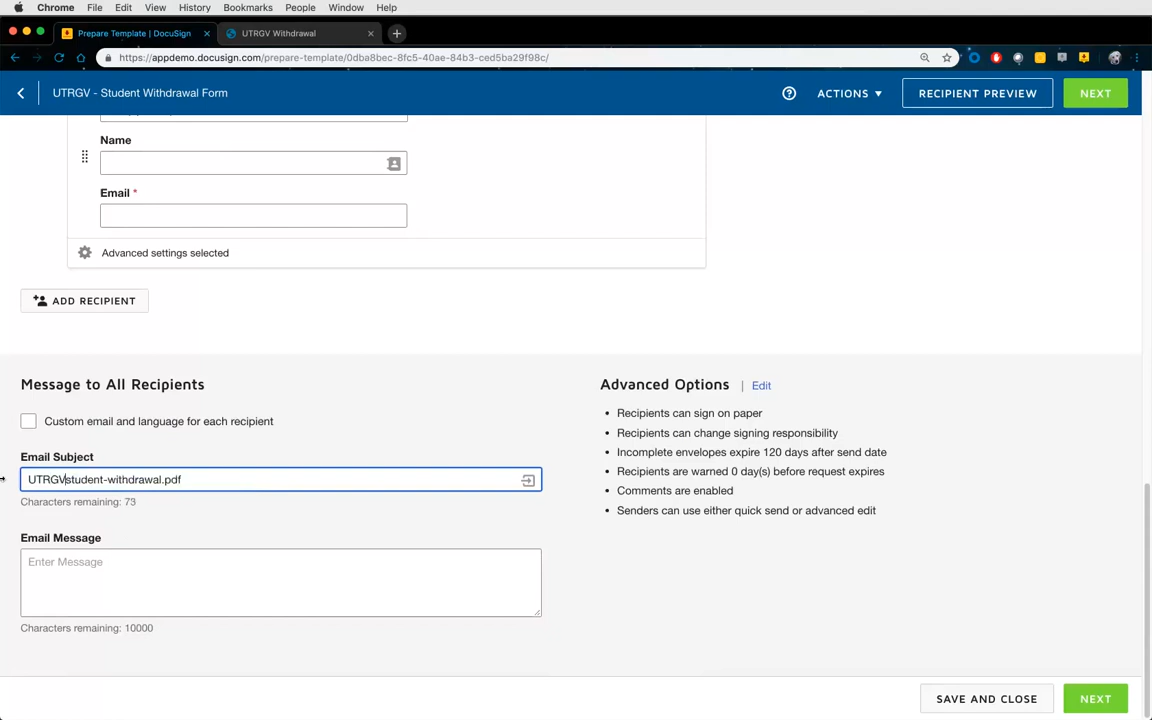 Chrome File Edit View History Bookmarks People Window Help
Prepare Template | DocuSign × UTRGV Withdrawal × +
https://appdemo.docusign.com/prepare-template/0dba8bec-8fc5-40ae-84b3-ced5ba29f98c/
UTRGV - Student Withdrawal Form ? ACTIONS ▼ RECIPIENT PREVIEW NEXT
Name
Email *
Advanced settings selected
ADD RECIPIENT
Message to All Recipients
Custom email and language for each recipient
Email Subject
UTRGVstudent-withdrawal.pdf
Characters remaining: 73
Email Message
Enter Message
Characters remaining: 10000
Advanced Options | Edit
• Recipients can sign on paper
• Recipients can change signing responsibility
• Incomplete envelopes expire 120 days after send date
• Recipients are warned 0 day(s) before request expires
• Comments are enabled
• Senders can use either quick send or advanced edit
SAVE AND CLOSE NEXT